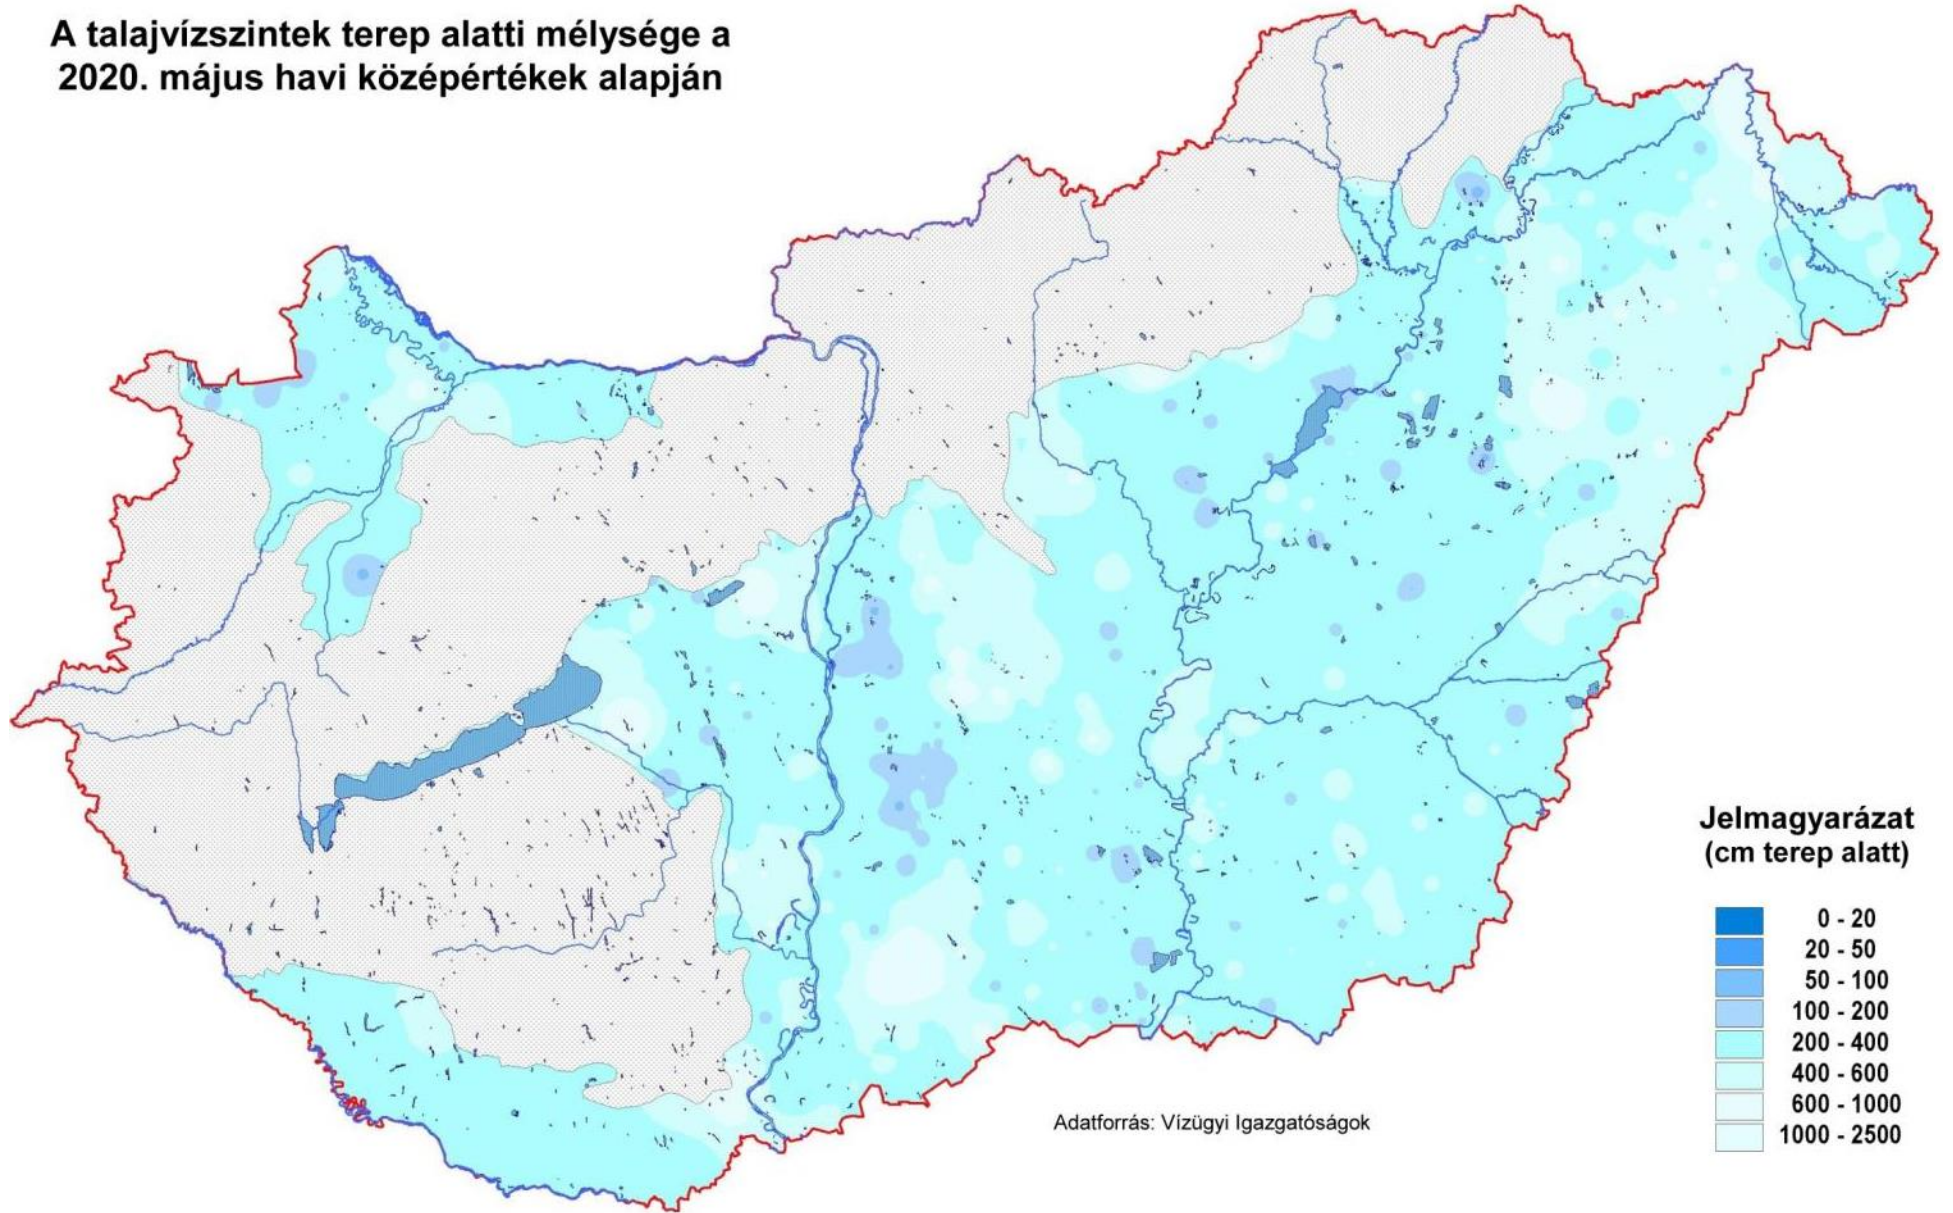 A talajvízszintek terep alatti mélysége a
2020. május havi középértékek alapján
Jelmagyarázat
(cm terep alatt)
0 - 20
20 - 50
50 - 100
100 - 200
200 - 400
400 - 600
600 - 1000
1000 - 2500
Adatforrás: Vízügyi Igazgatóságok